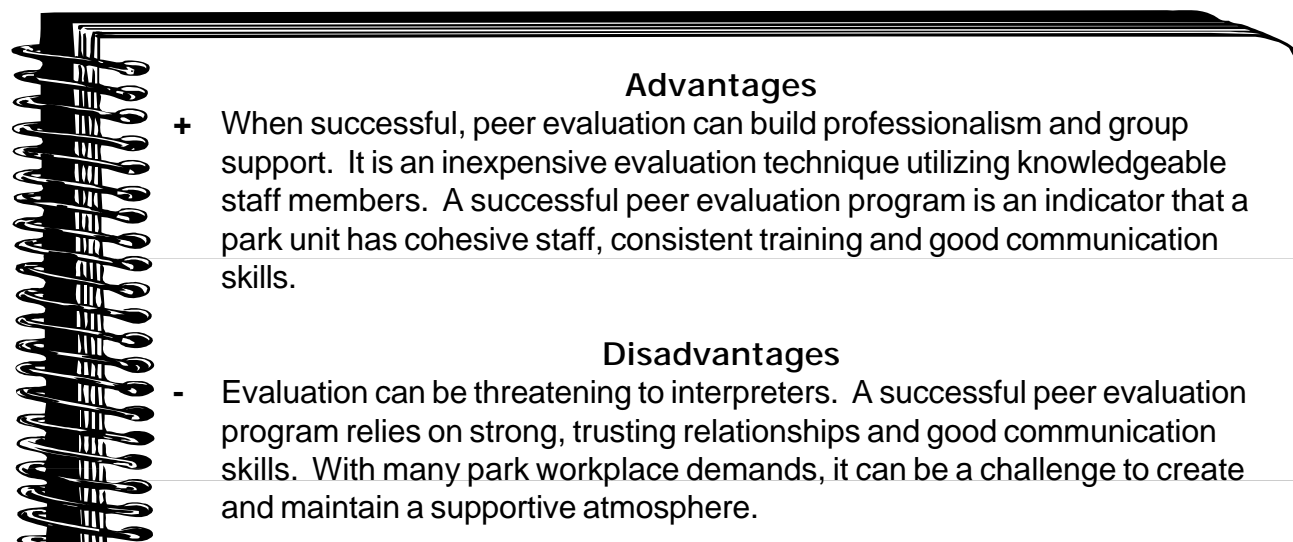 Advantages
+ When successful, peer evaluation can build professionalism and group
support. It is an inexpensive evaluation technique utilizing knowledgeable
staff members. A successful peer evaluation program is an indicator that a
park unit has cohesive staff, consistent training and good communication
skills.
Disadvantages
- Evaluation can be threatening to interpreters. A successful peer evaluation
program relies on strong, trusting relationships and good communication
skills. With many park workplace demands, it can be a challenge to create
and maintain a supportive atmosphere.